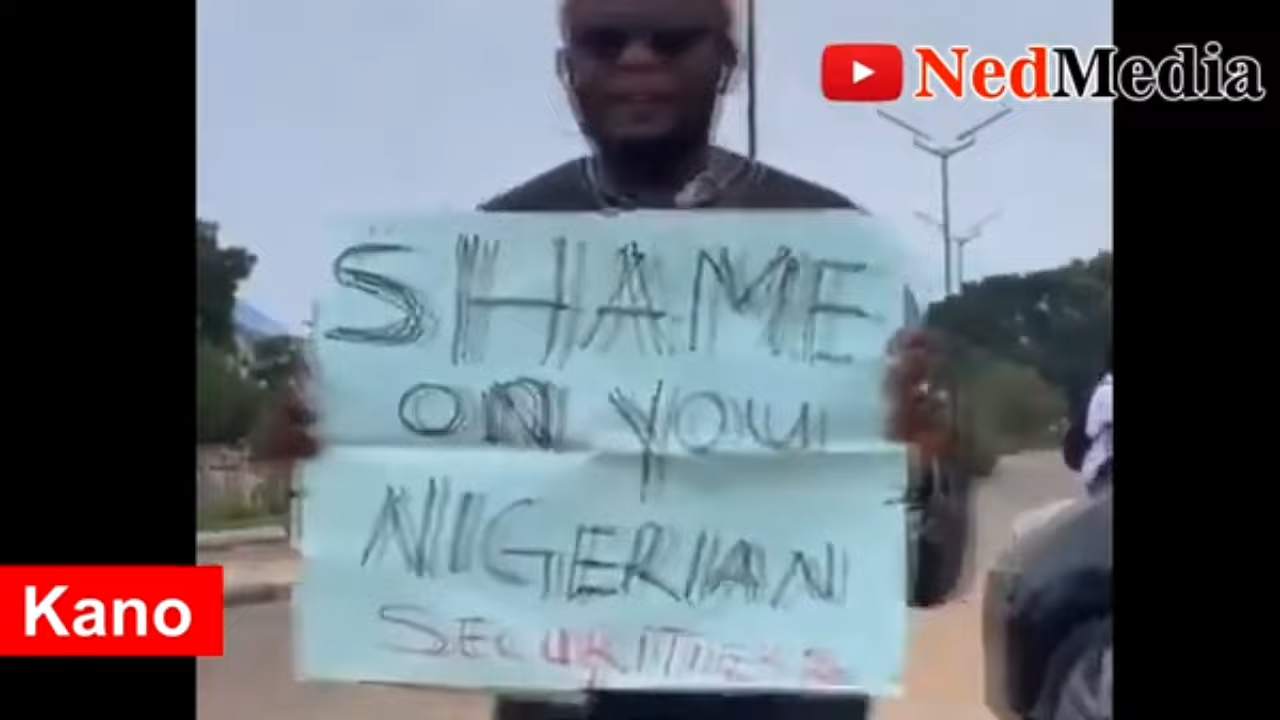 NedMedia
SHAME
ON YOU
NIGERIAN
SECURITIES
Kano